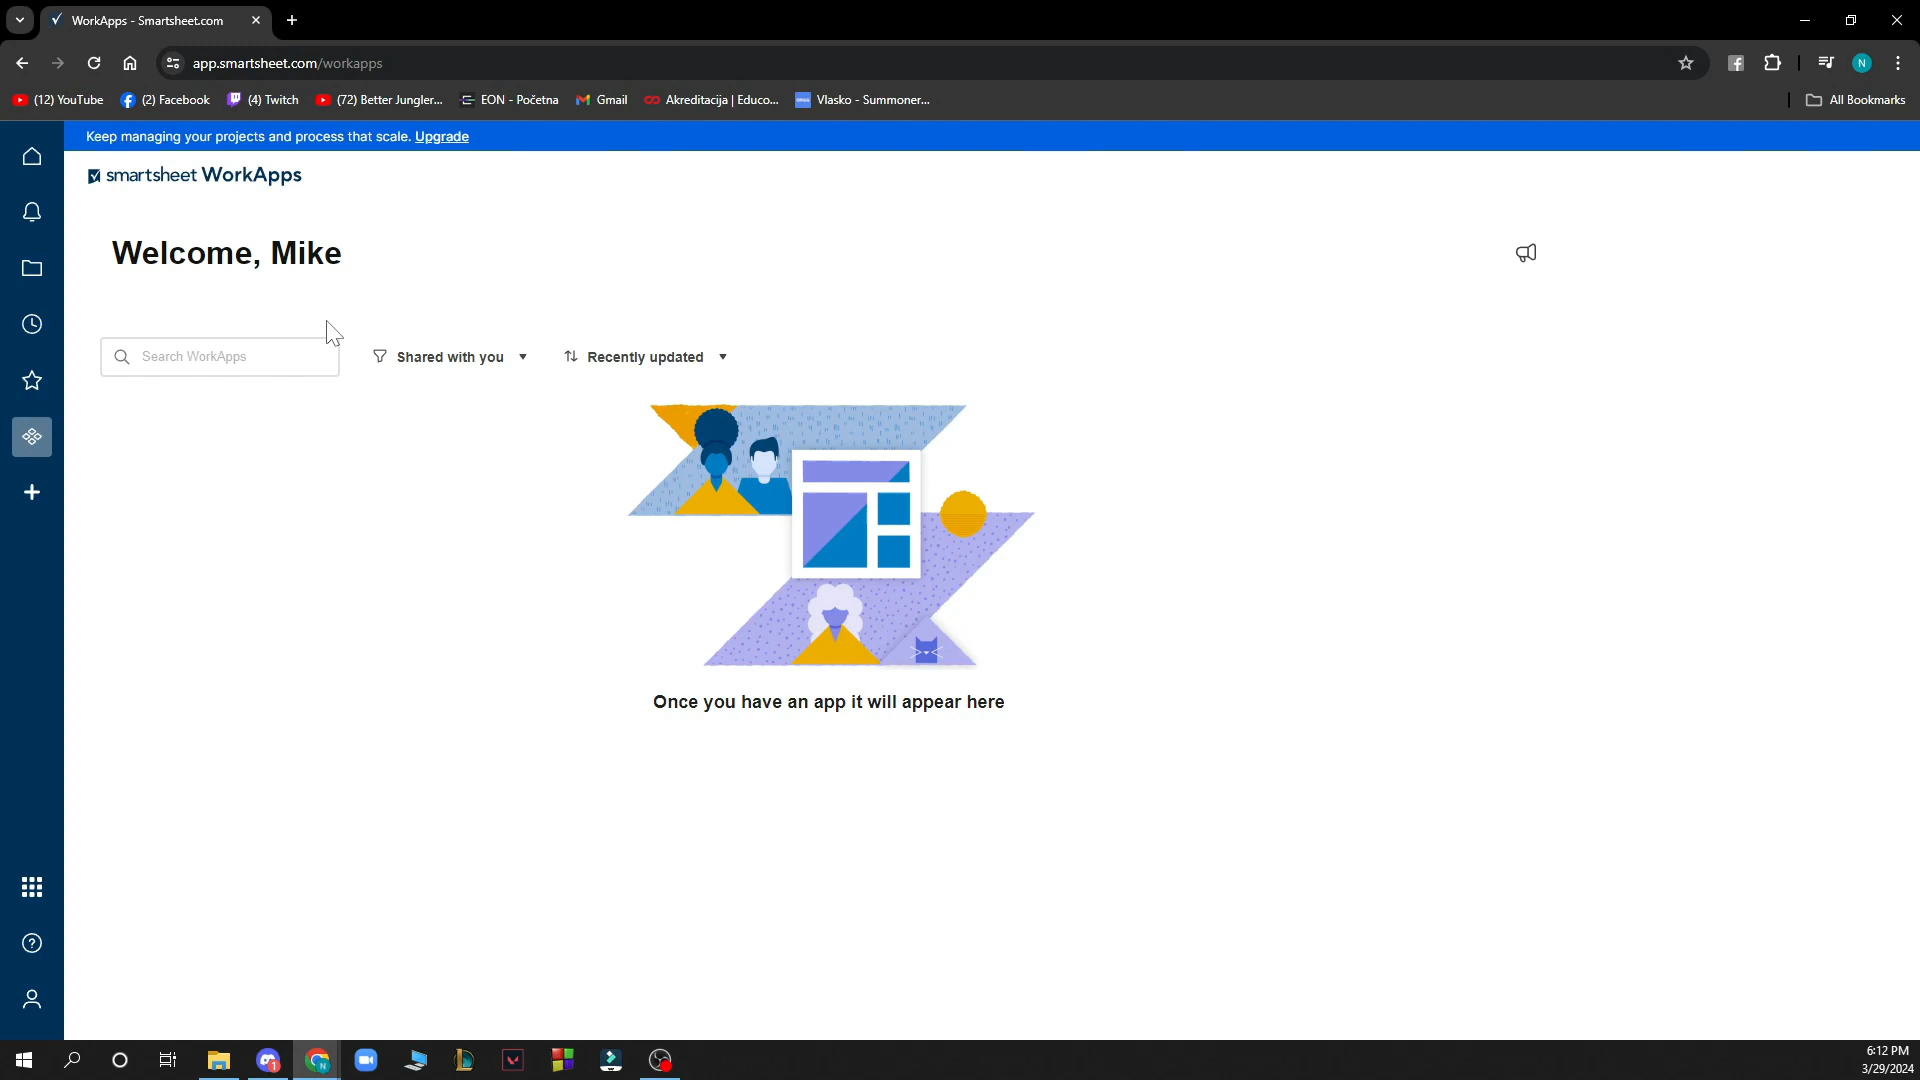 WorkApps - Smartsheet.com
app.smartsheet.com/workapps
(12) YouTube
(2) Facebook
(4) Twitch
(72) Better Jungler...
EON - Početna
Gmail
Akreditacija | Educo...
Vlasko - Summoner...
All Bookmarks
N
Keep managing your projects and process that scale. Upgrade
smartsheet WorkApps
Welcome, Mike
Search WorkApps
Shared with you
Recently updated
Once you have an app it will appear here
1
N
6:12 PM
3/29/2024